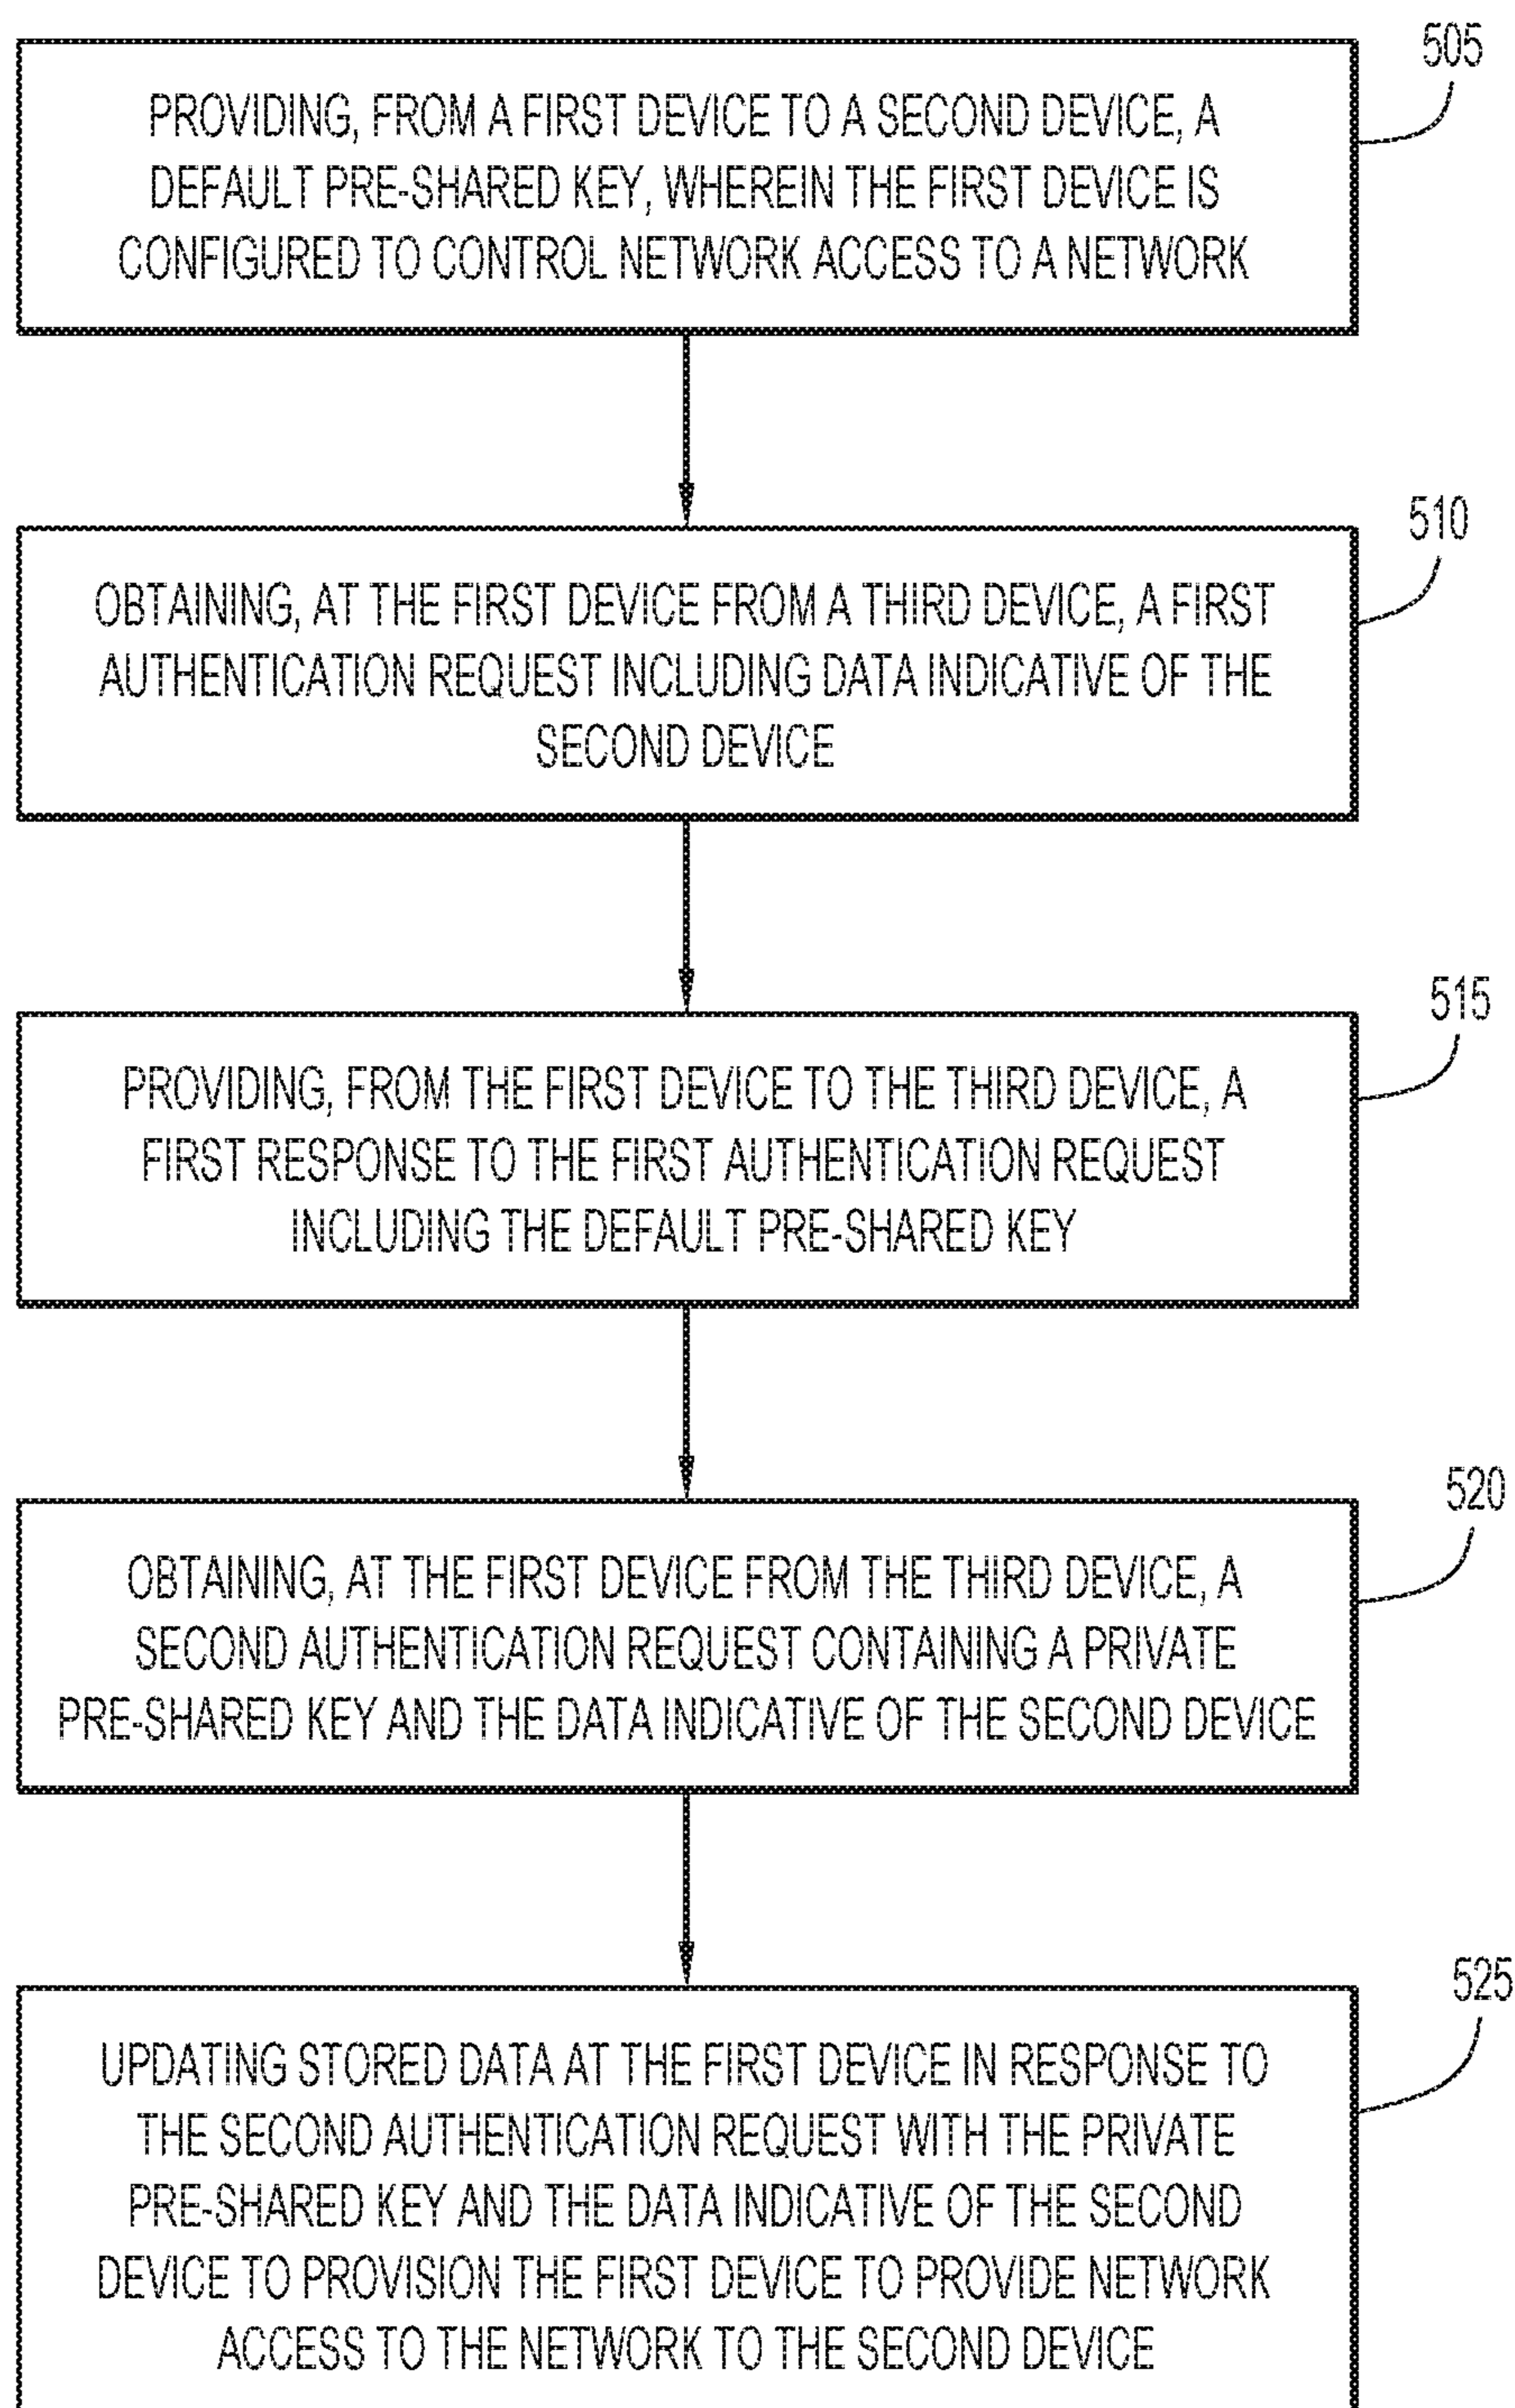 505
PROVIDING, FROM A FIRST DEVICE TO A SECOND DEVICE, A
DEFAULT PRE-SHARED KEY, WHEREIN THE FIRST DEVICE IS
CONFIGURED TO CONTROL NETWORK ACCESS TO A NETWORK
510
OBTAINING, AT THE FIRST DEVICE FROM A THIRD DEVICE, A FIRST
AUTHENTICATION REQUEST INCLUDING DATA INDICATIVE OF THE
SECOND DEVICE
515
PROVIDING, FROM THE FIRST DEVICE TO THE THIRD DEVICE, A
FIRST RESPONSE TO THE FIRST AUTHENTICATION REQUEST
INCLUDING THE DEFAULT PRE-SHARED KEY
520
OBTAINING, AT THE FIRST DEVICE FROM THE THIRD DEVICE, A
SECOND AUTHENTICATION REQUEST CONTAINING A PRIVATE
PRE-SHARED KEY AND THE DATA INDICATIVE OF THE SECOND DEVICE
525
UPDATING STORED DATA AT THE FIRST DEVICE IN RESPONSE TO
THE SECOND AUTHENTICATION REQUEST WITH THE PRIVATE
PRE-SHARED KEY AND THE DATA INDICATIVE OF THE SECOND
DEVICE TO PROVISION THE FIRST DEVICE TO PROVIDE NETWORK
ACCESS TO THE NETWORK TO THE SECOND DEVICE